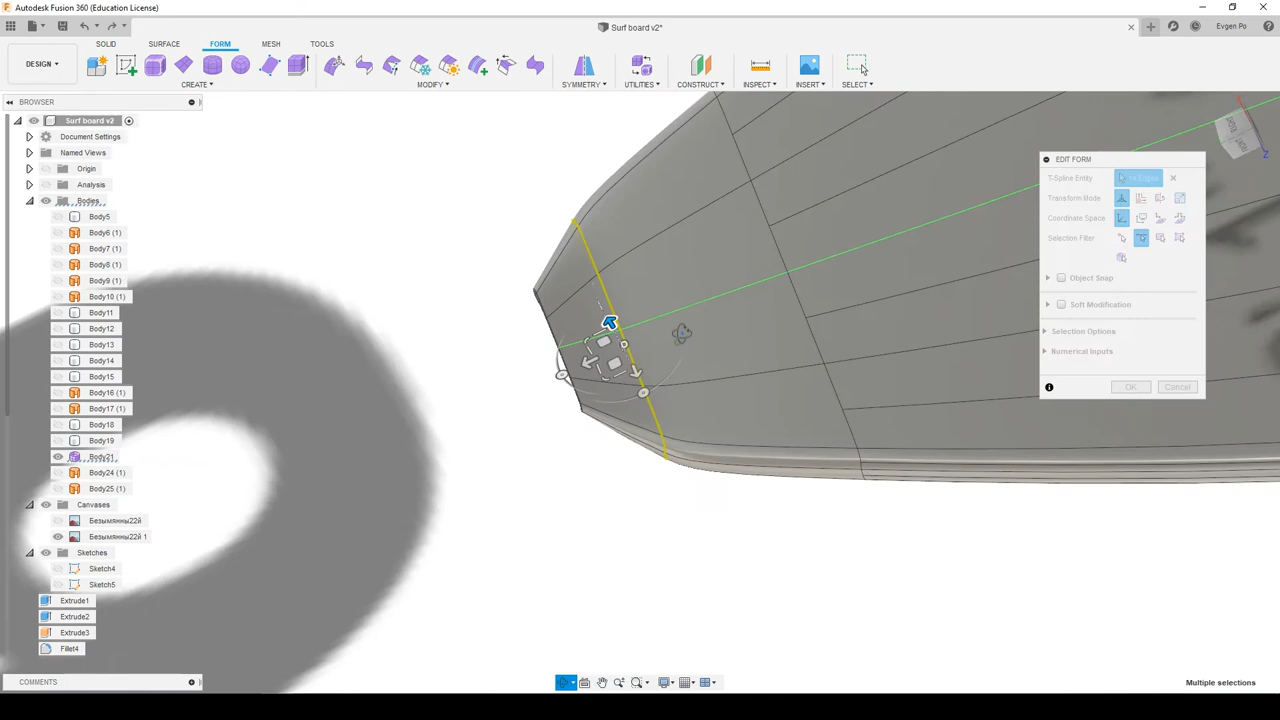 Autodesk Fusion 360 (Education License)
Surf board v2*
Evgen Po
SOLID SURFACE FORM MESH TOOLS
DESIGN
CREATE MODIFY SYMMETRY UTILITIES CONSTRUCT INSPECT INSERT SELECT
BROWSER
Surf board v2
Document Settings
Named Views
Origin
Analysis
Bodies
Body5
Body6 (1)
Body7 (1)
Body8 (1)
Body9 (1)
Body10 (1)
Body11
Body12
Body13
Body14
Body15
Body16 (1)
Body17 (1)
Body18
Body19
Body21
Body24 (1)
Body25 (1)
Canvases
Безымянны22й
Безымянны22й 1
Sketches
Sketch4
Sketch5
Extrude1
Extrude2
Extrude3
Fillet4
COMMENTS
EDIT FORM
T-Spline Entity
Edges
Transform Mode
Coordinate Space
Selection Filter
Object Snap
Soft Modification
Selection Options
Numerical Inputs
OK Cancel
Z
Multiple selections